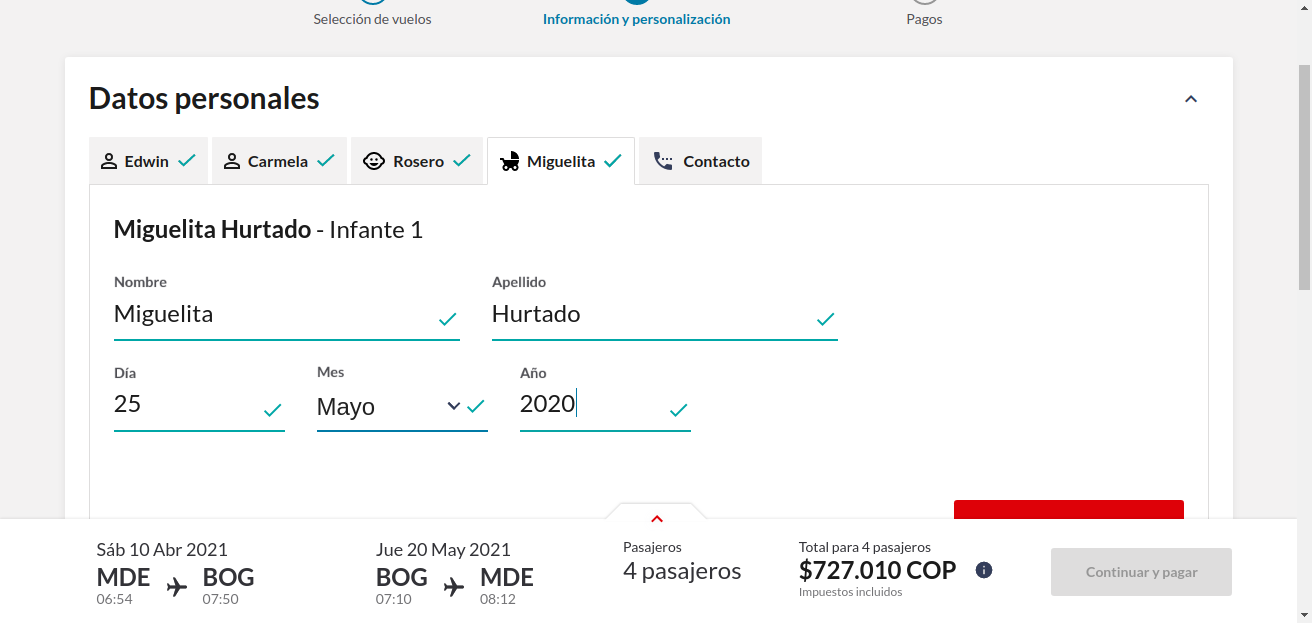 Selección de vuelos
Información y personalización
Pagos
Datos personales
Edwin
Carmela
Rosero
Miguelita
Contacto
Miguelita Hurtado - Infante 1
Nombre
Apellido
Miguelita
Hurtado
Día
Mes
Año
25
Mayo
2020
Sáb 10 Abr 2021
MDE BOG
06:54 07:50
Jue 20 May 2021
BOG MDE
07:10 08:12
Pasajeros
4 pasajeros
Total para 4 pasajeros
$727.010 COP
Impuestos incluidos
Continuar y pagar